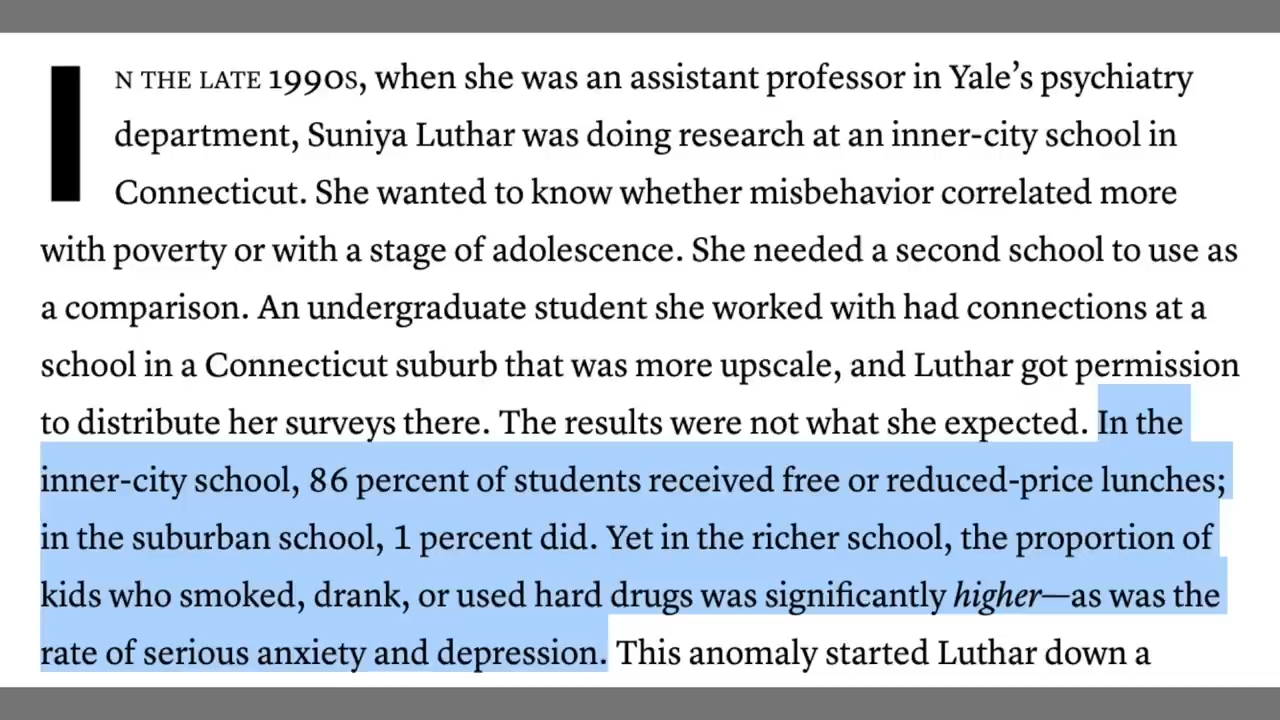 IN THE LATE 1990S, when she was an assistant professor in Yale’s psychiatry
department, Suniya Luthar was doing research at an inner-city school in
Connecticut. She wanted to know whether misbehavior correlated more
with poverty or with a stage of adolescence. She needed a second school to use as
a comparison. An undergraduate student she worked with had connections at a
school in a Connecticut suburb that was more upscale, and Luthar got permission
to distribute her surveys there. The results were not what she expected. In the
inner-city school, 86 percent of students received free or reduced-price lunches;
in the suburban school, 1 percent did. Yet in the richer school, the proportion of
kids who smoked, drank, or used hard drugs was significantly higher—as was the
rate of serious anxiety and depression. This anomaly started Luthar down a